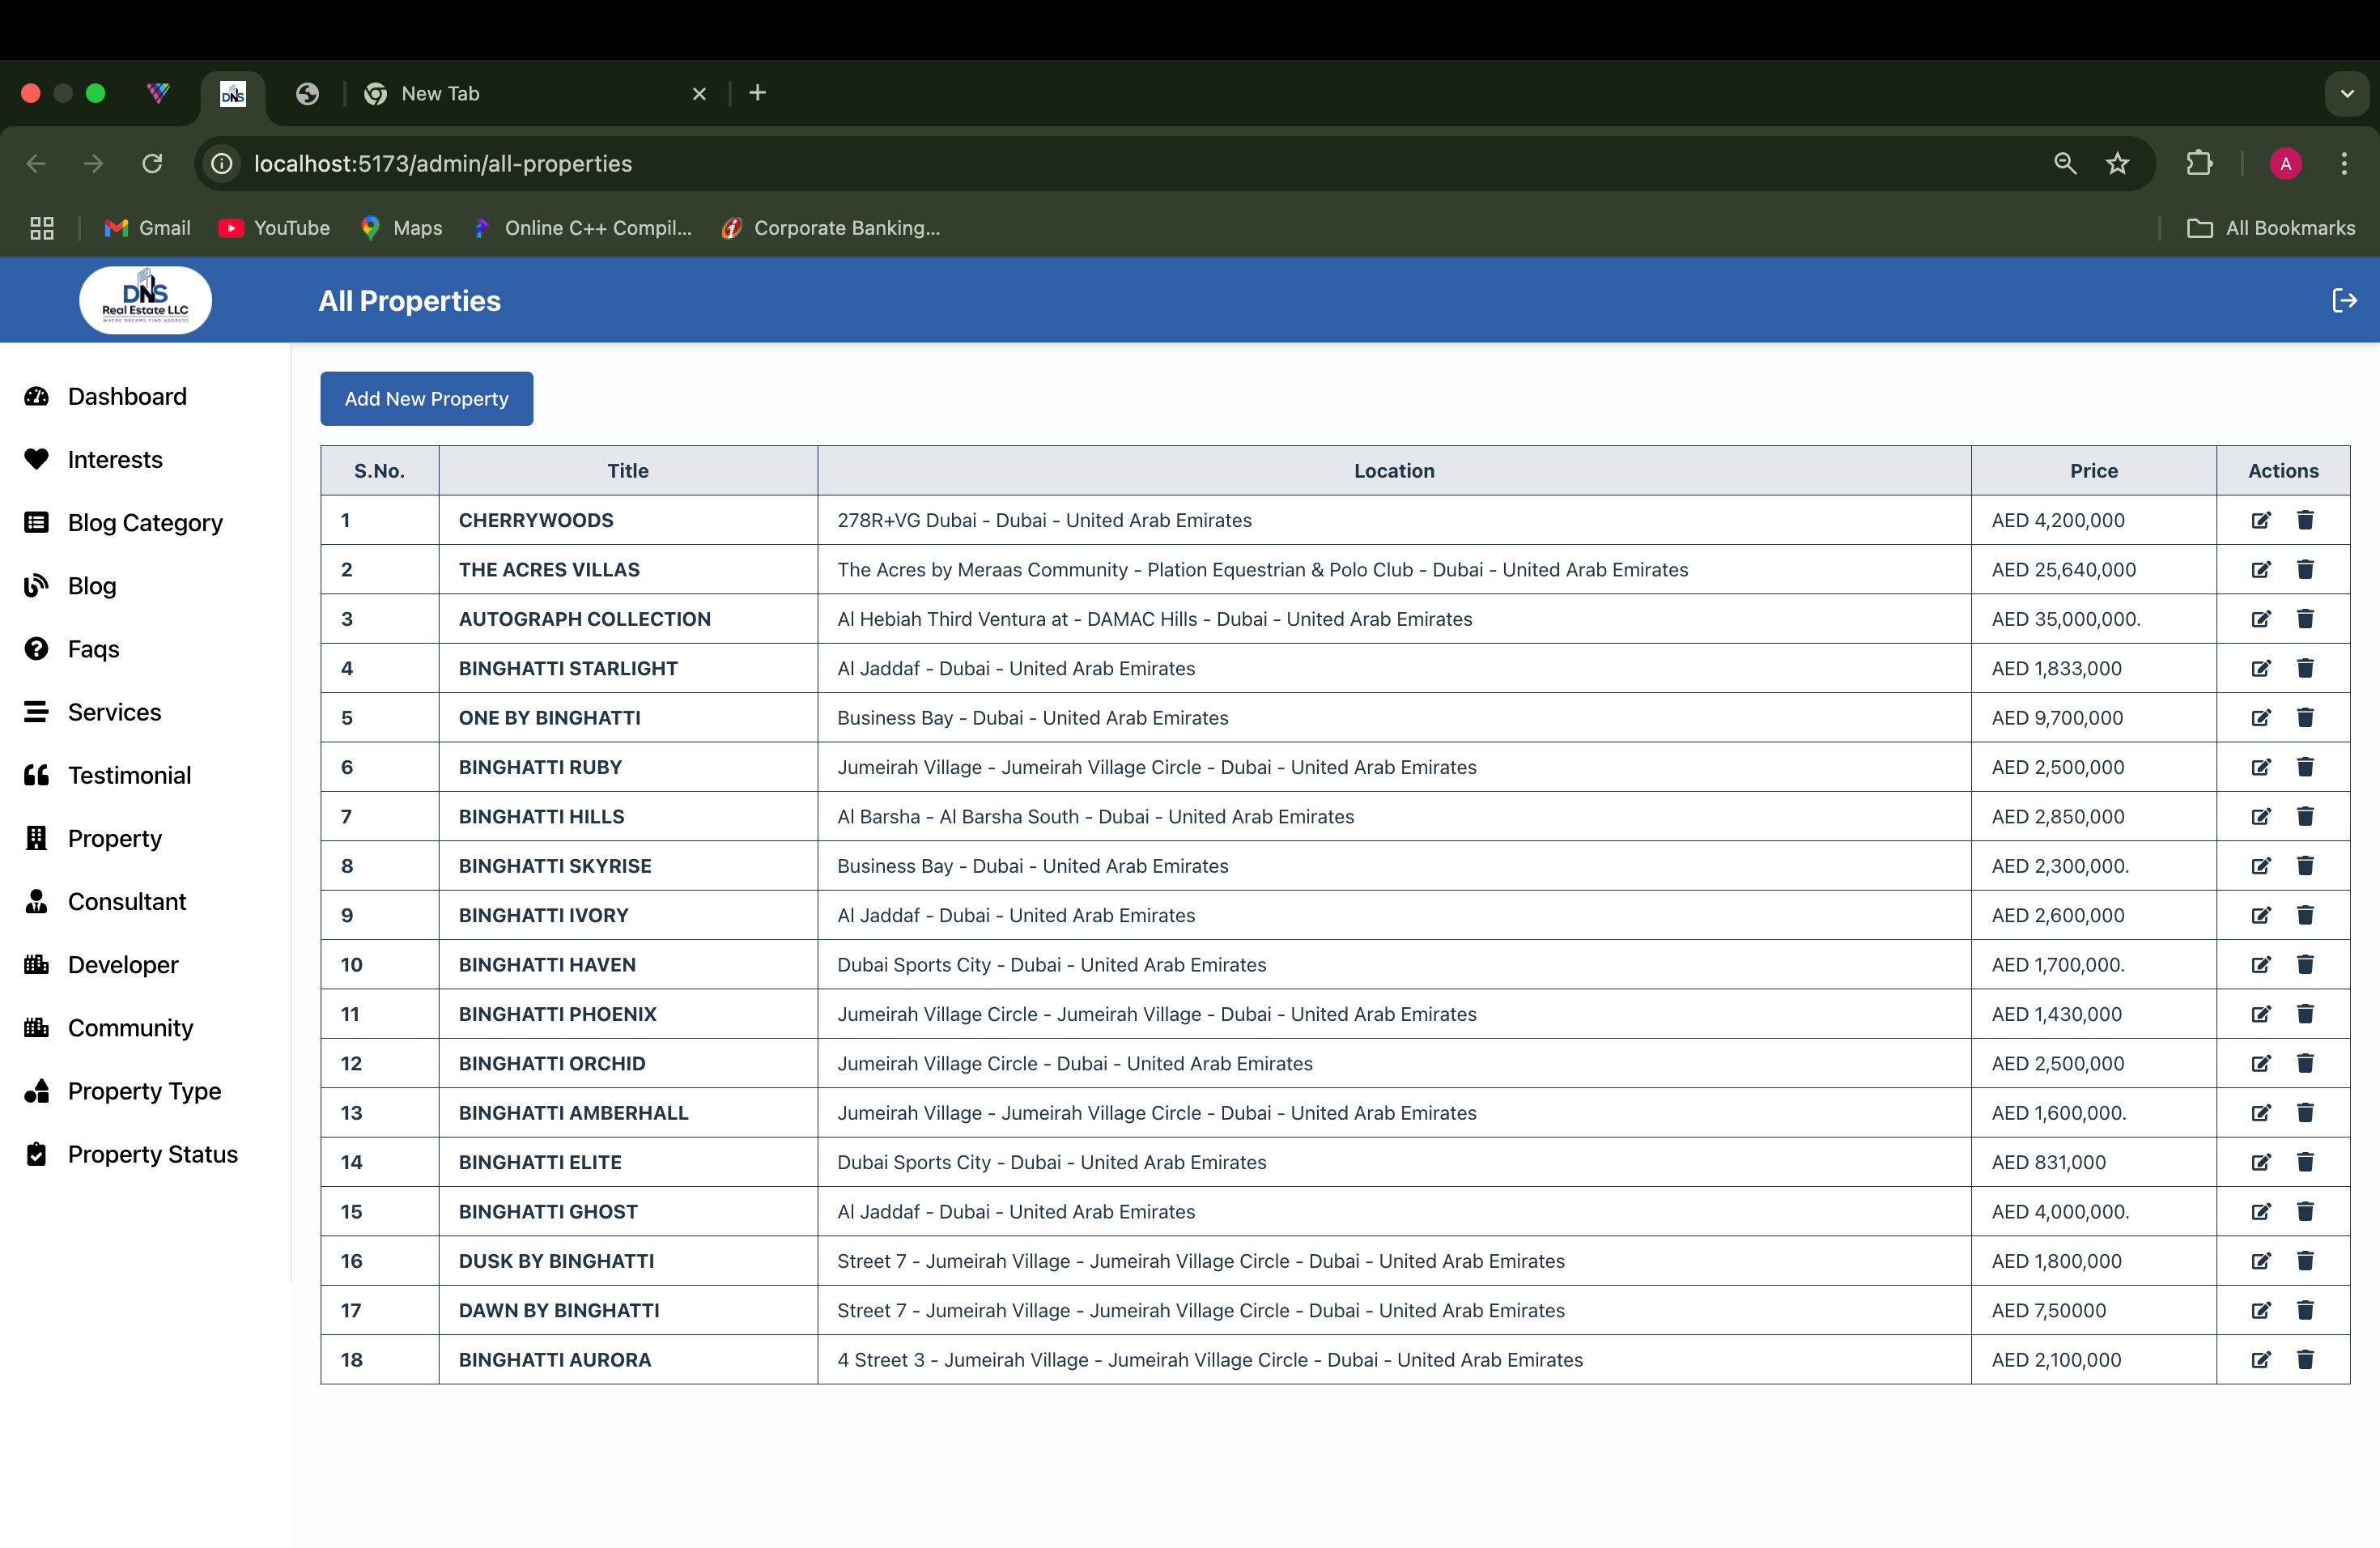 DNS
New Tab
localhost:5173/admin/all-properties
A
Gmail YouTube Maps Online C++ Compil... Corporate Banking... All Bookmarks
DNS
Real Estate LLC
WHERE DREAMS FIND ADDRESS
All Properties
Dashboard
Interests
Blog Category
Blog
Faqs
Services
Testimonial
Property
Consultant
Developer
Community
Property Type
Property Status
Add New Property
S.No. Title Location Price Actions
1 CHERRYWOODS 278R+VG Dubai - Dubai - United Arab Emirates AED 4,200,000
2 THE ACRES VILLAS The Acres by Meraas Community - Plation Equestrian & Polo Club - Dubai - United Arab Emirates AED 25,640,000
3 AUTOGRAPH COLLECTION Al Hebiah Third Ventura at - DAMAC Hills - Dubai - United Arab Emirates AED 35,000,000.
4 BINGHATTI STARLIGHT Al Jaddaf - Dubai - United Arab Emirates AED 1,833,000
5 ONE BY BINGHATTI Business Bay - Dubai - United Arab Emirates AED 9,700,000
6 BINGHATTI RUBY Jumeirah Village - Jumeirah Village Circle - Dubai - United Arab Emirates AED 2,500,000
7 BINGHATTI HILLS Al Barsha - Al Barsha South - Dubai - United Arab Emirates AED 2,850,000
8 BINGHATTI SKYRISE Business Bay - Dubai - United Arab Emirates AED 2,300,000.
9 BINGHATTI IVORY Al Jaddaf - Dubai - United Arab Emirates AED 2,600,000
10 BINGHATTI HAVEN Dubai Sports City - Dubai - United Arab Emirates AED 1,700,000.
11 BINGHATTI PHOENIX Jumeirah Village Circle - Jumeirah Village - Dubai - United Arab Emirates AED 1,430,000
12 BINGHATTI ORCHID Jumeirah Village Circle - Dubai - United Arab Emirates AED 2,500,000
13 BINGHATTI AMBERHALL Jumeirah Village - Jumeirah Village Circle - Dubai - United Arab Emirates AED 1,600,000.
14 BINGHATTI ELITE Dubai Sports City - Dubai - United Arab Emirates AED 831,000
15 BINGHATTI GHOST Al Jaddaf - Dubai - United Arab Emirates AED 4,000,000.
16 DUSK BY BINGHATTI Street 7 - Jumeirah Village - Jumeirah Village Circle - Dubai - United Arab Emirates AED 1,800,000
17 DAWN BY BINGHATTI Street 7 - Jumeirah Village - Jumeirah Village Circle - Dubai - United Arab Emirates AED 7,50000
18 BINGHATTI AURORA 4 Street 3 - Jumeirah Village - Jumeirah Village Circle - Dubai - United Arab Emirates AED 2,100,000